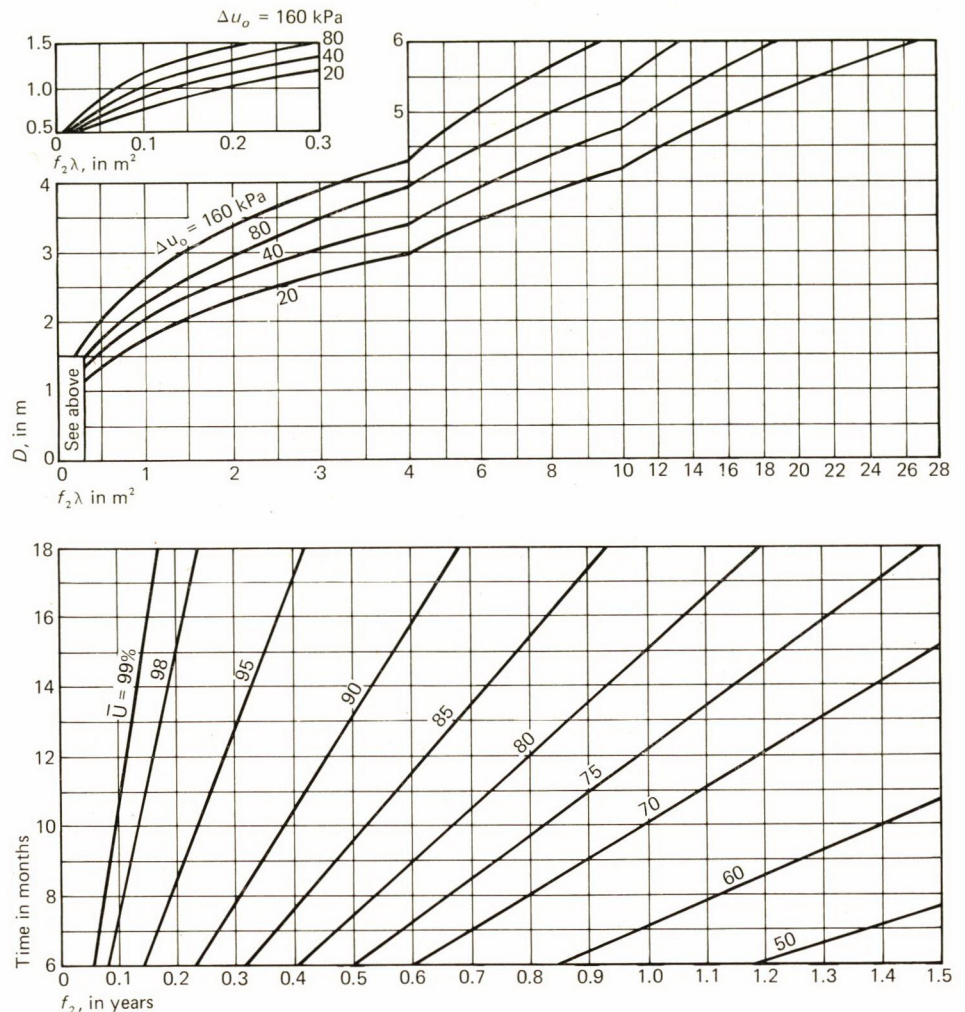 Δu₀ = 160 kPa
1.5
1.0
0.5
80
40
20
0 0.1 0.2 0.3
f₂λ, in m²
6
5
4
3
2
1
0
D, in m
Δu₀ = 160 kPa
80
40
20
See above
0 1 2 3 4 6 8 10 12 14 16 18 20 22 24 26 28
f₂λ in m²
18
16
14
12
10
8
6
Time in months
U̅ = 99%
98
95
90
85
80
75
70
60
50
0 0.1 0.2 0.3 0.4 0.5 0.6 0.7 0.8 0.9 1.0 1.1 1.2 1.3 1.4 1.5
f₂, in years